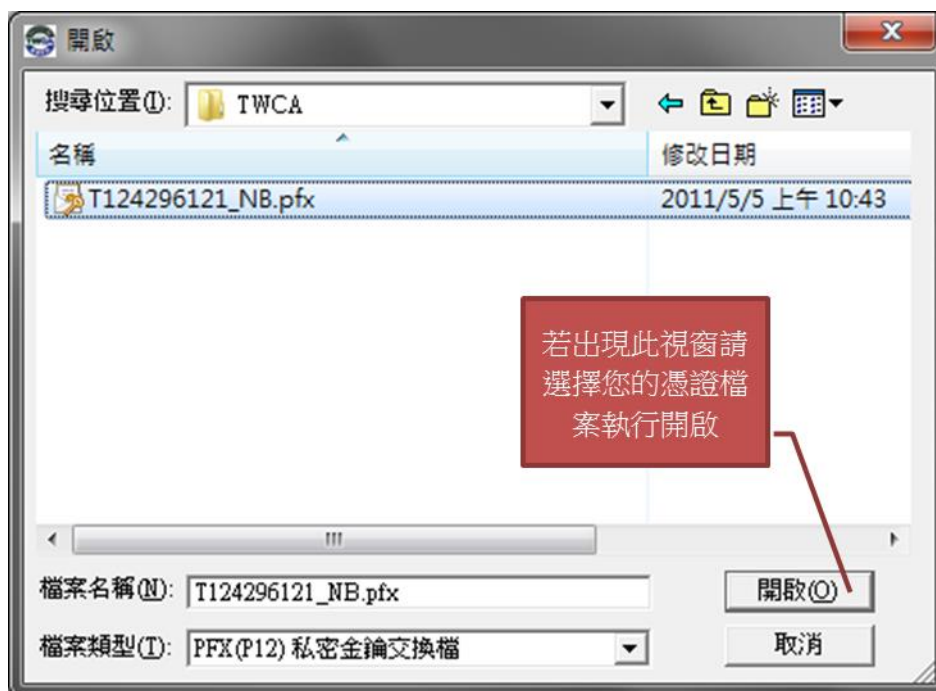 開啟
搜尋位置(I): TWCA
名稱 修改日期
T124296121_NB.pfx 2011/5/5 上午 10:43
若出現此視窗請
選擇您的憑證檔
案執行開啟
檔案名稱(N): T124296121_NB.pfx 開啟(O)
檔案類型(T): PFX(P12) 私密金鑰交換檔 取消